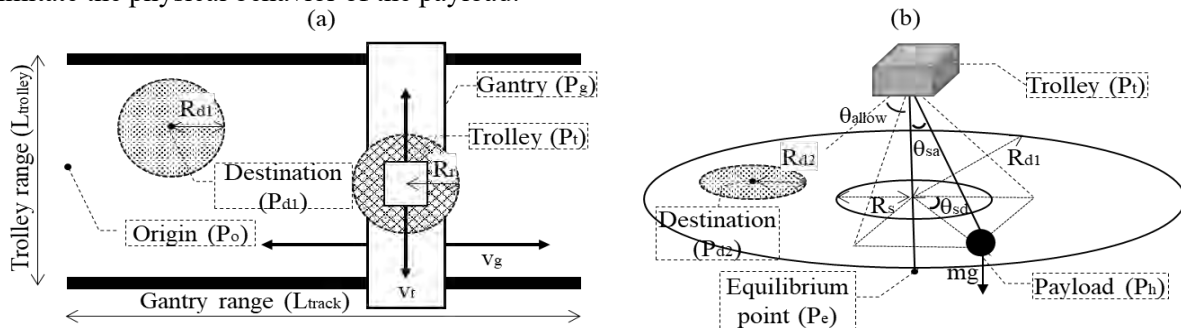 imitate the physical behavior of the payload.
(a)
Trolley range (Ltrolley)
Rd1
Gantry (Pg)
Trolley (Pt)
Destination
(Pd1)
Origin (Po)
vg
vt
Gantry range (Ltrack)
(b)
Trolley (Pt)
θallow
θsa
Rd1
Rd2
Rs
θsd
Destination
(Pd2)
mg
Equilibrium
point (Pe)
Payload (Ph)